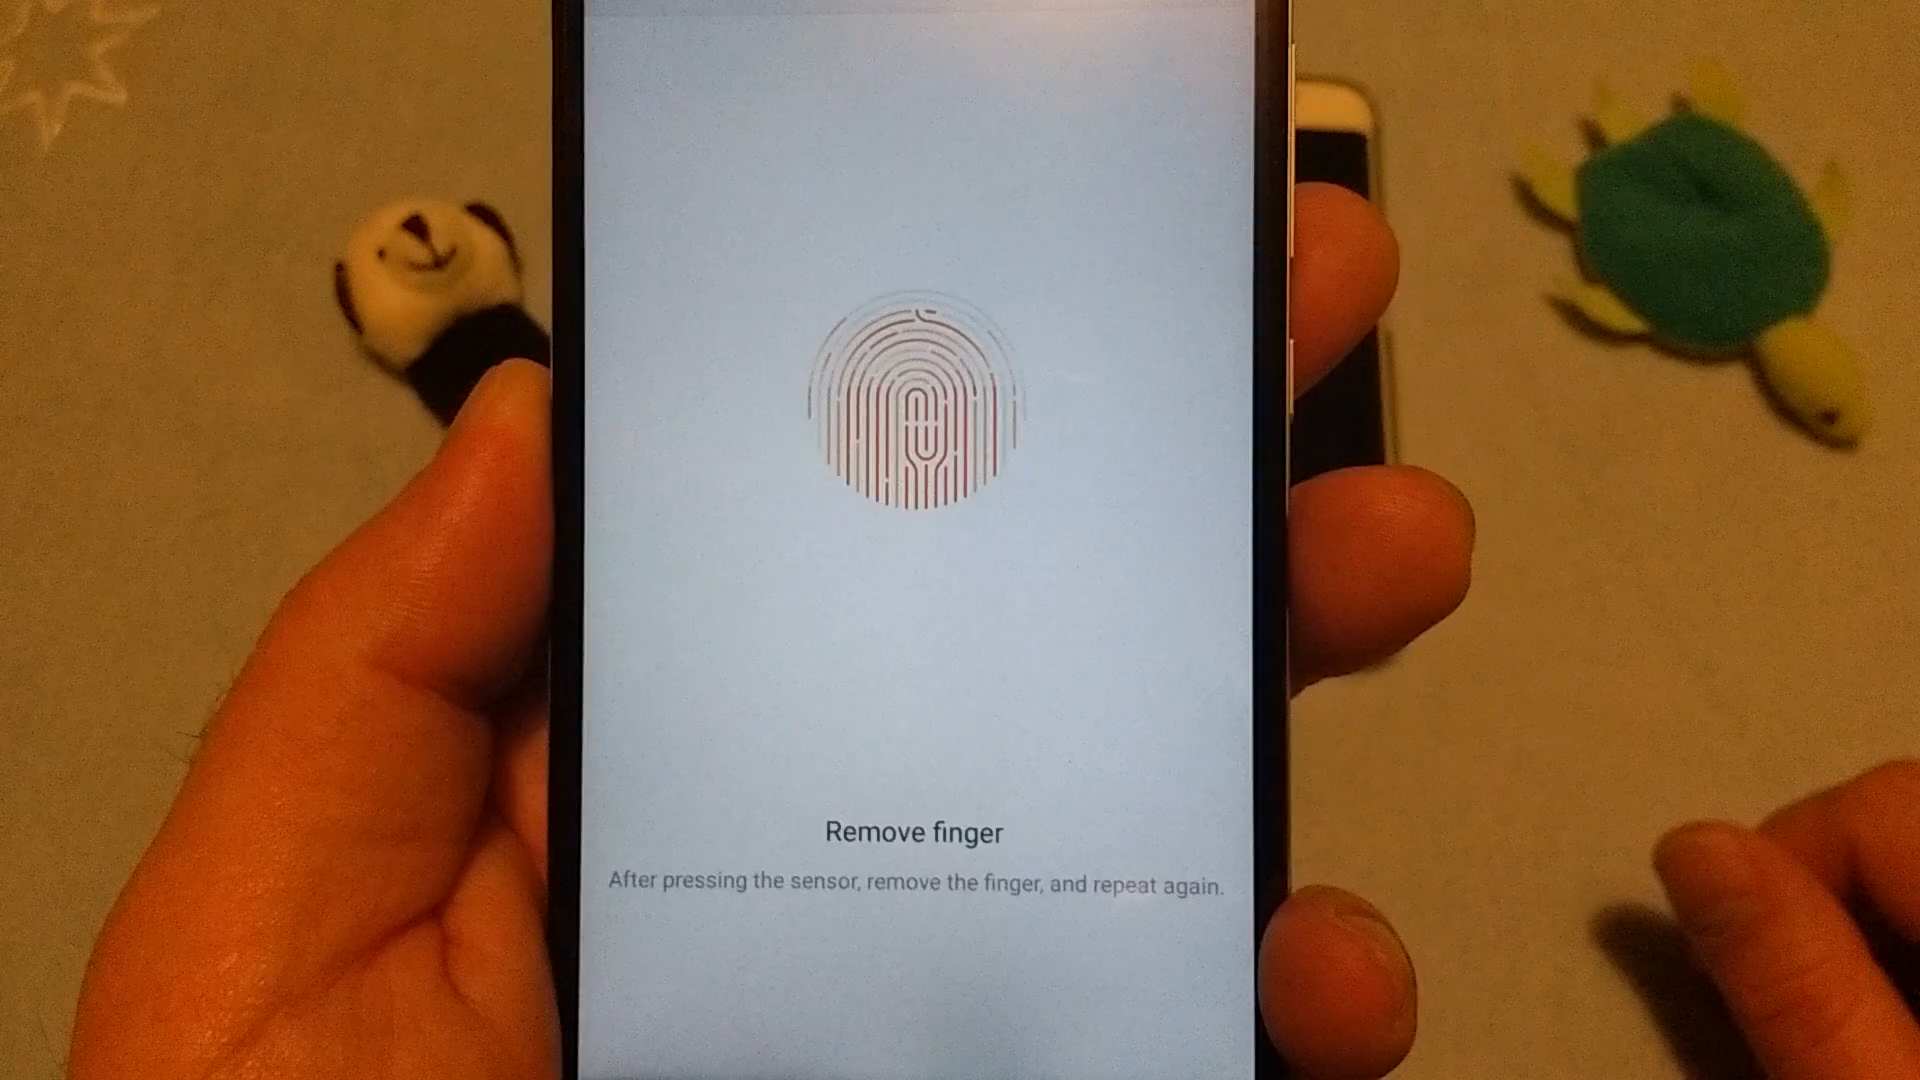 Remove finger
After pressing the sensor, remove the finger, and repeat again.